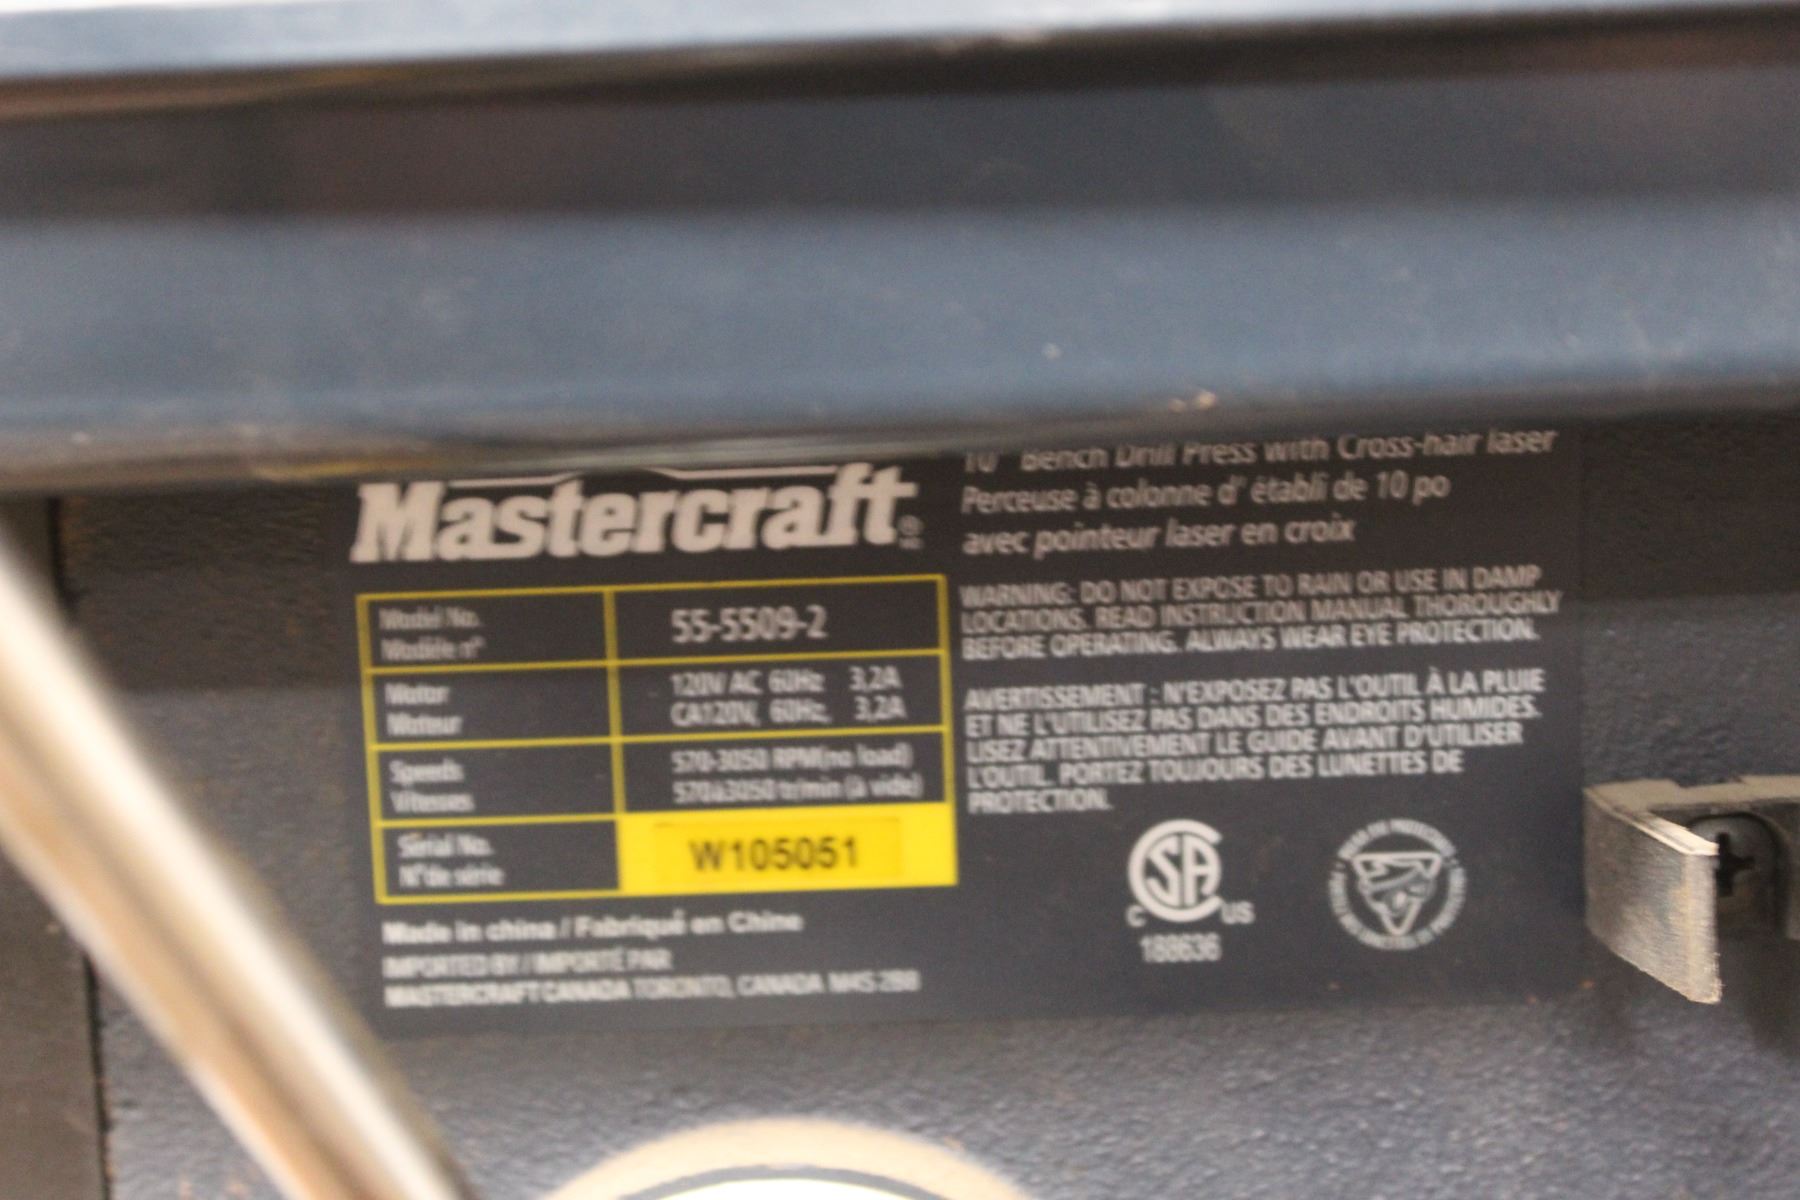 Mastercraft
10" Bench Drill Press with Cross-hair laser
Perceuse à colonne d' établi de 10 po
avec pointeur laser en croix
Model No.
Modèle n°
55-5509-2
Motor
Moteur
120V AC 60Hz 3,2A
CA120V, 60Hz, 3,2A
Speeds
Vitesses
570-3050 RPM(no load)
570à3050 tr/min (à vide)
Serial No.
N° de série
W105051
Made in china / Fabriqué en Chine
IMPORTED BY / IMPORTÉ PAR
MASTERCRAFT CANADA TORONTO, CANADA M4S 2B8
WARNING: DO NOT EXPOSE TO RAIN OR USE IN DAMP
LOCATIONS. READ INSTRUCTION MANUAL THOROUGHLY
BEFORE OPERATING. ALWAYS WEAR EYE PROTECTION.
AVERTISSEMENT : N'EXPOSEZ PAS L'OUTIL À LA PLUIE
ET NE L'UTILISEZ PAS DANS DES ENDROITS HUMIDES.
LISEZ ATTENTIVEMENT LE GUIDE AVANT D'UTILISER
L'OUTIL. PORTEZ TOUJOURS DES LUNETTES DE
PROTECTION.
C SA US
188636